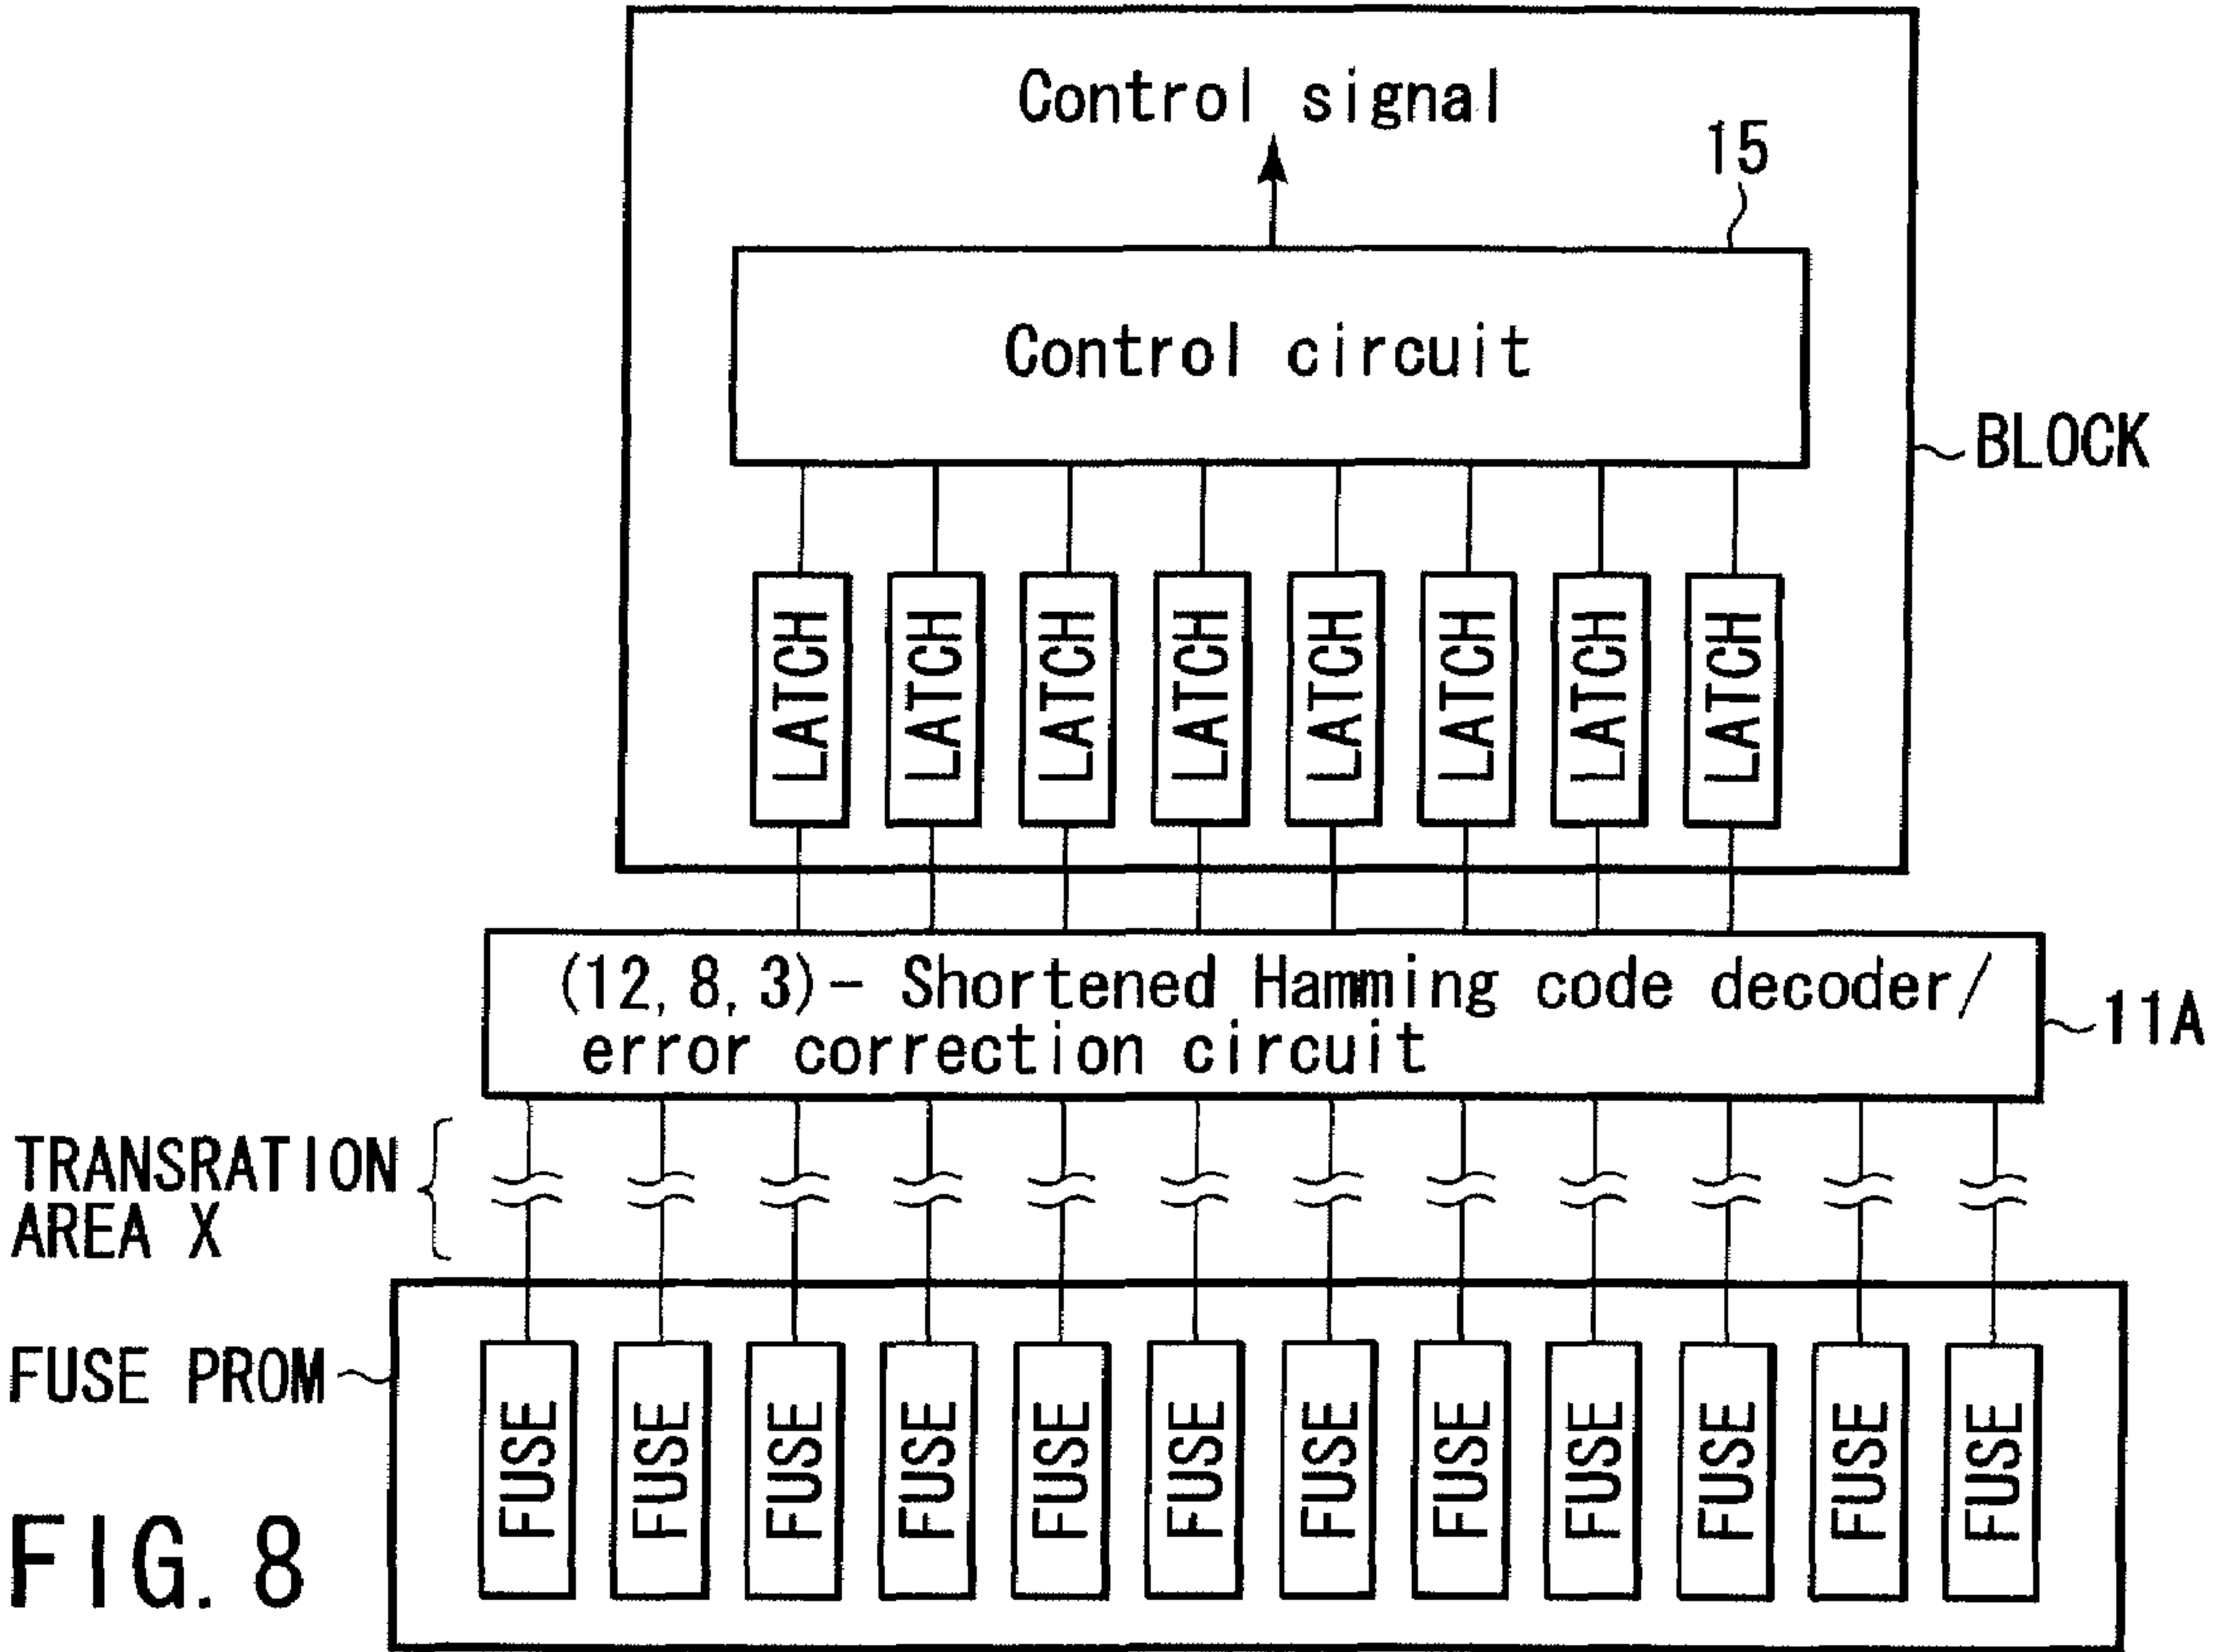 Control signal
15
Control circuit
BLOCK
LATCH
LATCH
LATCH
LATCH
LATCH
LATCH
LATCH
LATCH
(12, 8, 3)- Shortened Hamming code decoder/
error correction circuit
11A
TRANSRATION
AREA X
FUSE PROM
FUSE
FUSE
FUSE
FUSE
FUSE
FUSE
FUSE
FUSE
FUSE
FUSE
FUSE
FUSE
FIG. 8